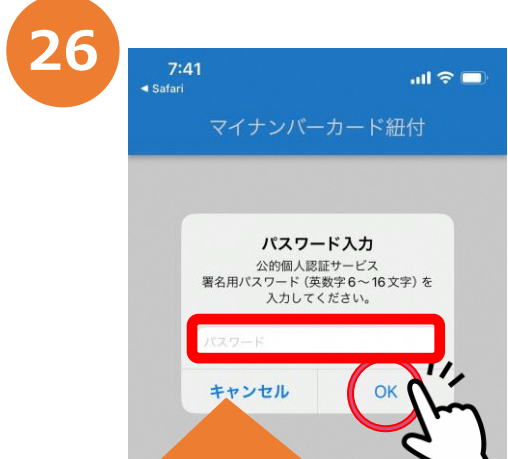 26
7:41
◀ Safari
マイナンバーカード紐付
パスワード入力
公的個人認証サービス
署名用パスワード（英数字6～16文字）を
入力してください。
パスワード
キャンセル OK